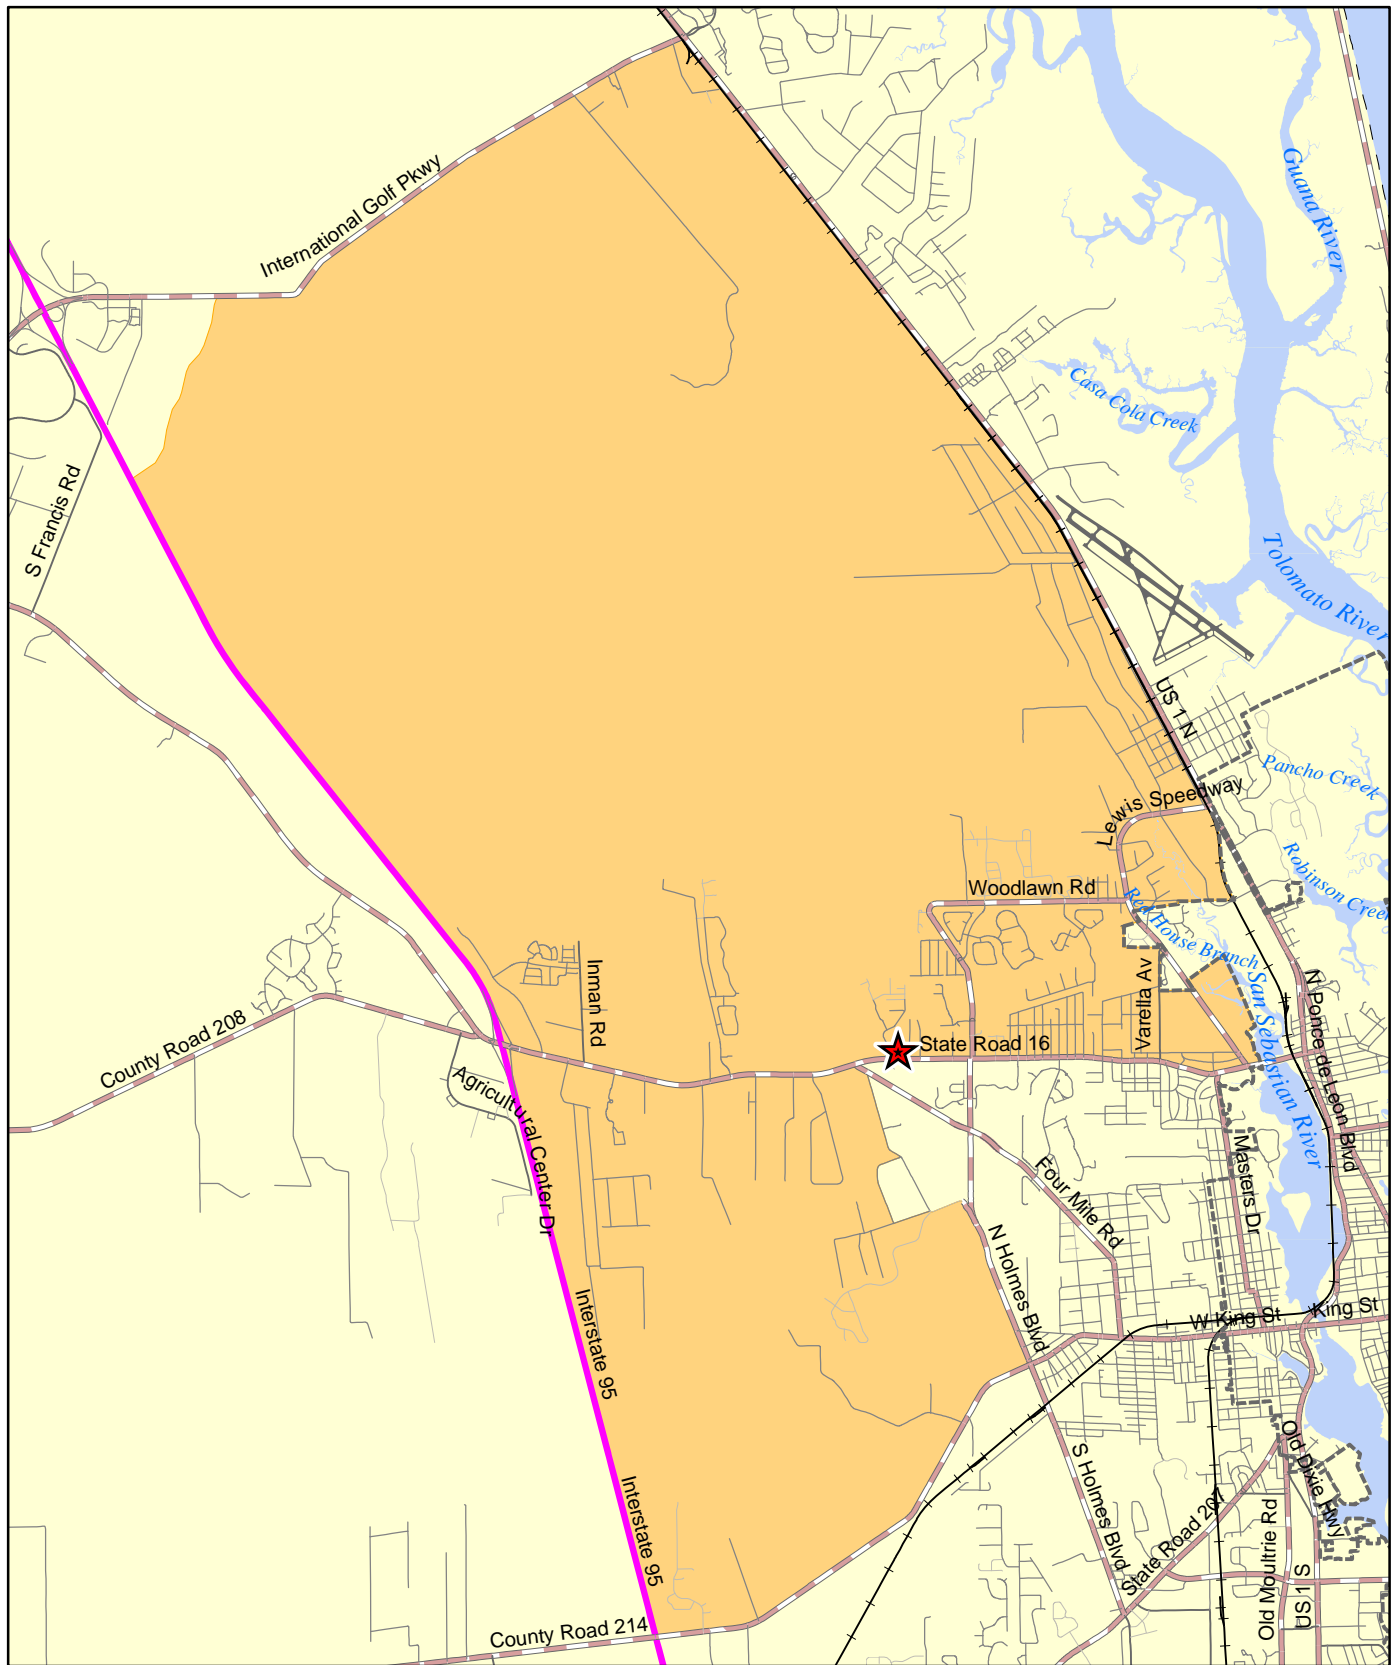 International Golf Pkwy
Guana River
Casa Cola Creek
S Francis Rd
Tolomato River
US 1 N
Pancho Creek
Lewis Speedway
Robinson Creek
Woodlawn Rd
Red House Branch
Inman Rd
Varella Av
San Sebastian River
N Ponce de Leon Blvd
County Road 208
State Road 16
Agricultural Center Dr
Four Mile Rd
Masters Dr
N Holmes Blvd
Interstate 95
W King St
King St
S Holmes Blvd
Old Dixie Hwy
Interstate 95
State Road 207
Old Moultrie Rd
US 1 S
County Road 214